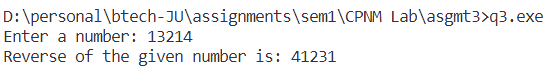 D:\personal\btech-JU\assignments\sem1\CPNM Lab\asgmt3>q3.exe
Enter a number: 13214
Reverse of the given number is: 41231